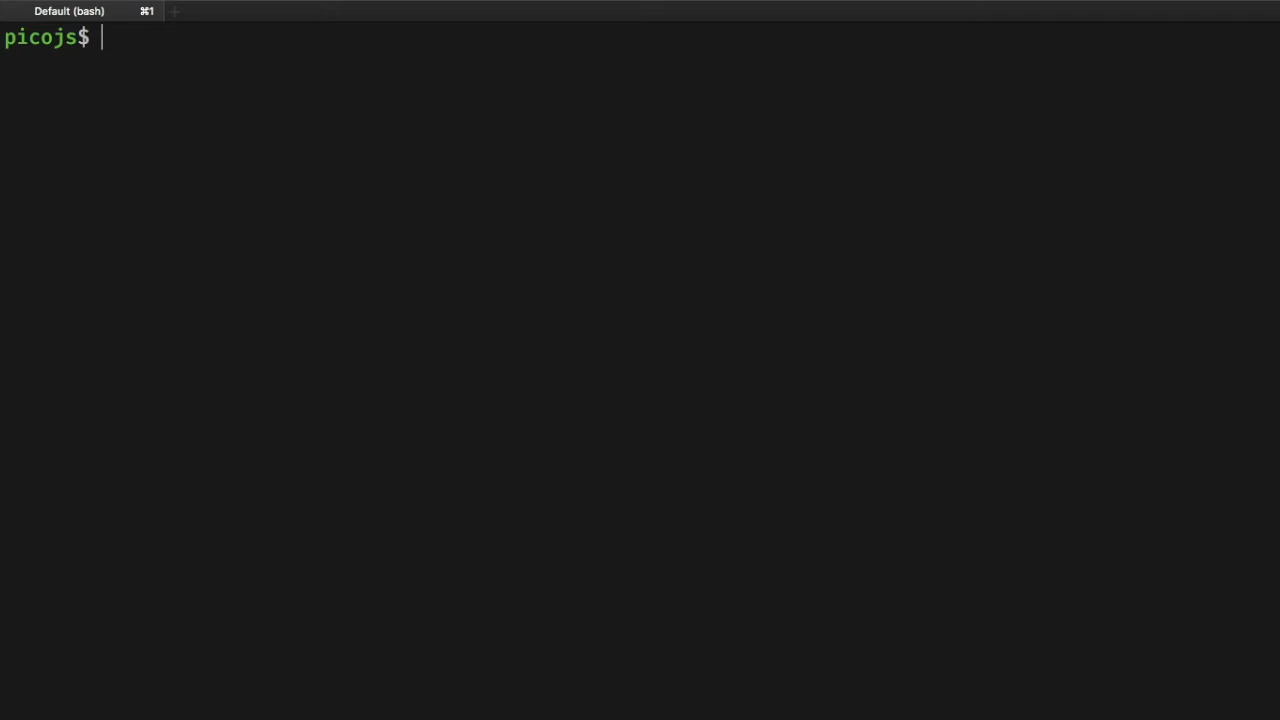 Default (bash) ⌘1 +
picojs$